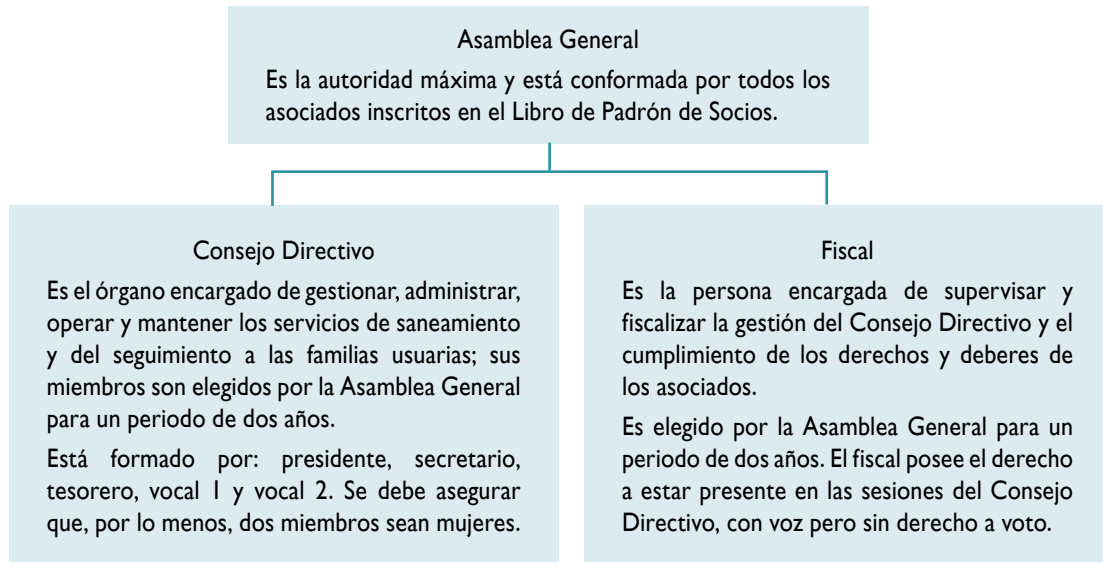 Asamblea General
Es la autoridad máxima y está conformada por todos los
asociados inscritos en el Libro de Padrón de Socios.
Consejo Directivo
Es el órgano encargado de gestionar, administrar,
operar y mantener los servicios de saneamiento
y del seguimiento a las familias usuarias; sus
miembros son elegidos por la Asamblea General
para un periodo de dos años.
Está formado por: presidente, secretario,
tesorero, vocal 1 y vocal 2. Se debe asegurar
que, por lo menos, dos miembros sean mujeres.
Fiscal
Es la persona encargada de supervisar y
fiscalizar la gestión del Consejo Directivo y el
cumplimiento de los derechos y deberes de
los asociados.
Es elegido por la Asamblea General para un
periodo de dos años. El fiscal posee el derecho
a estar presente en las sesiones del Consejo
Directivo, con voz pero sin derecho a voto.